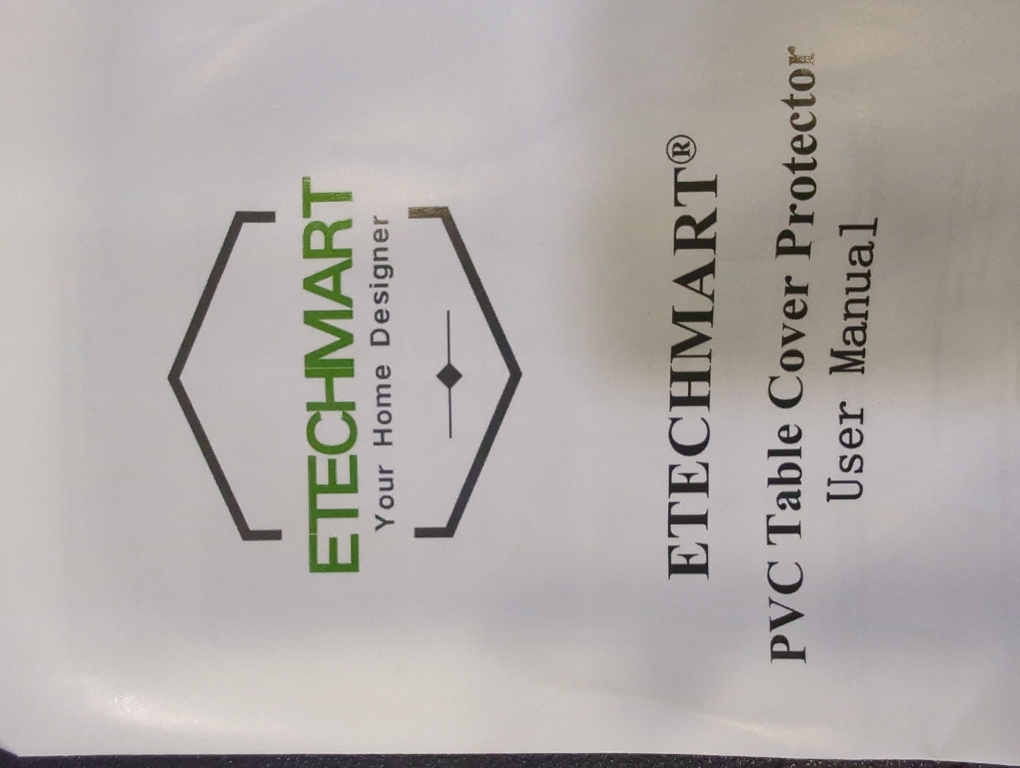 ETECHMART
Your Home Designer
ETECHMART®
PVC Table Cover Protector
User Manual